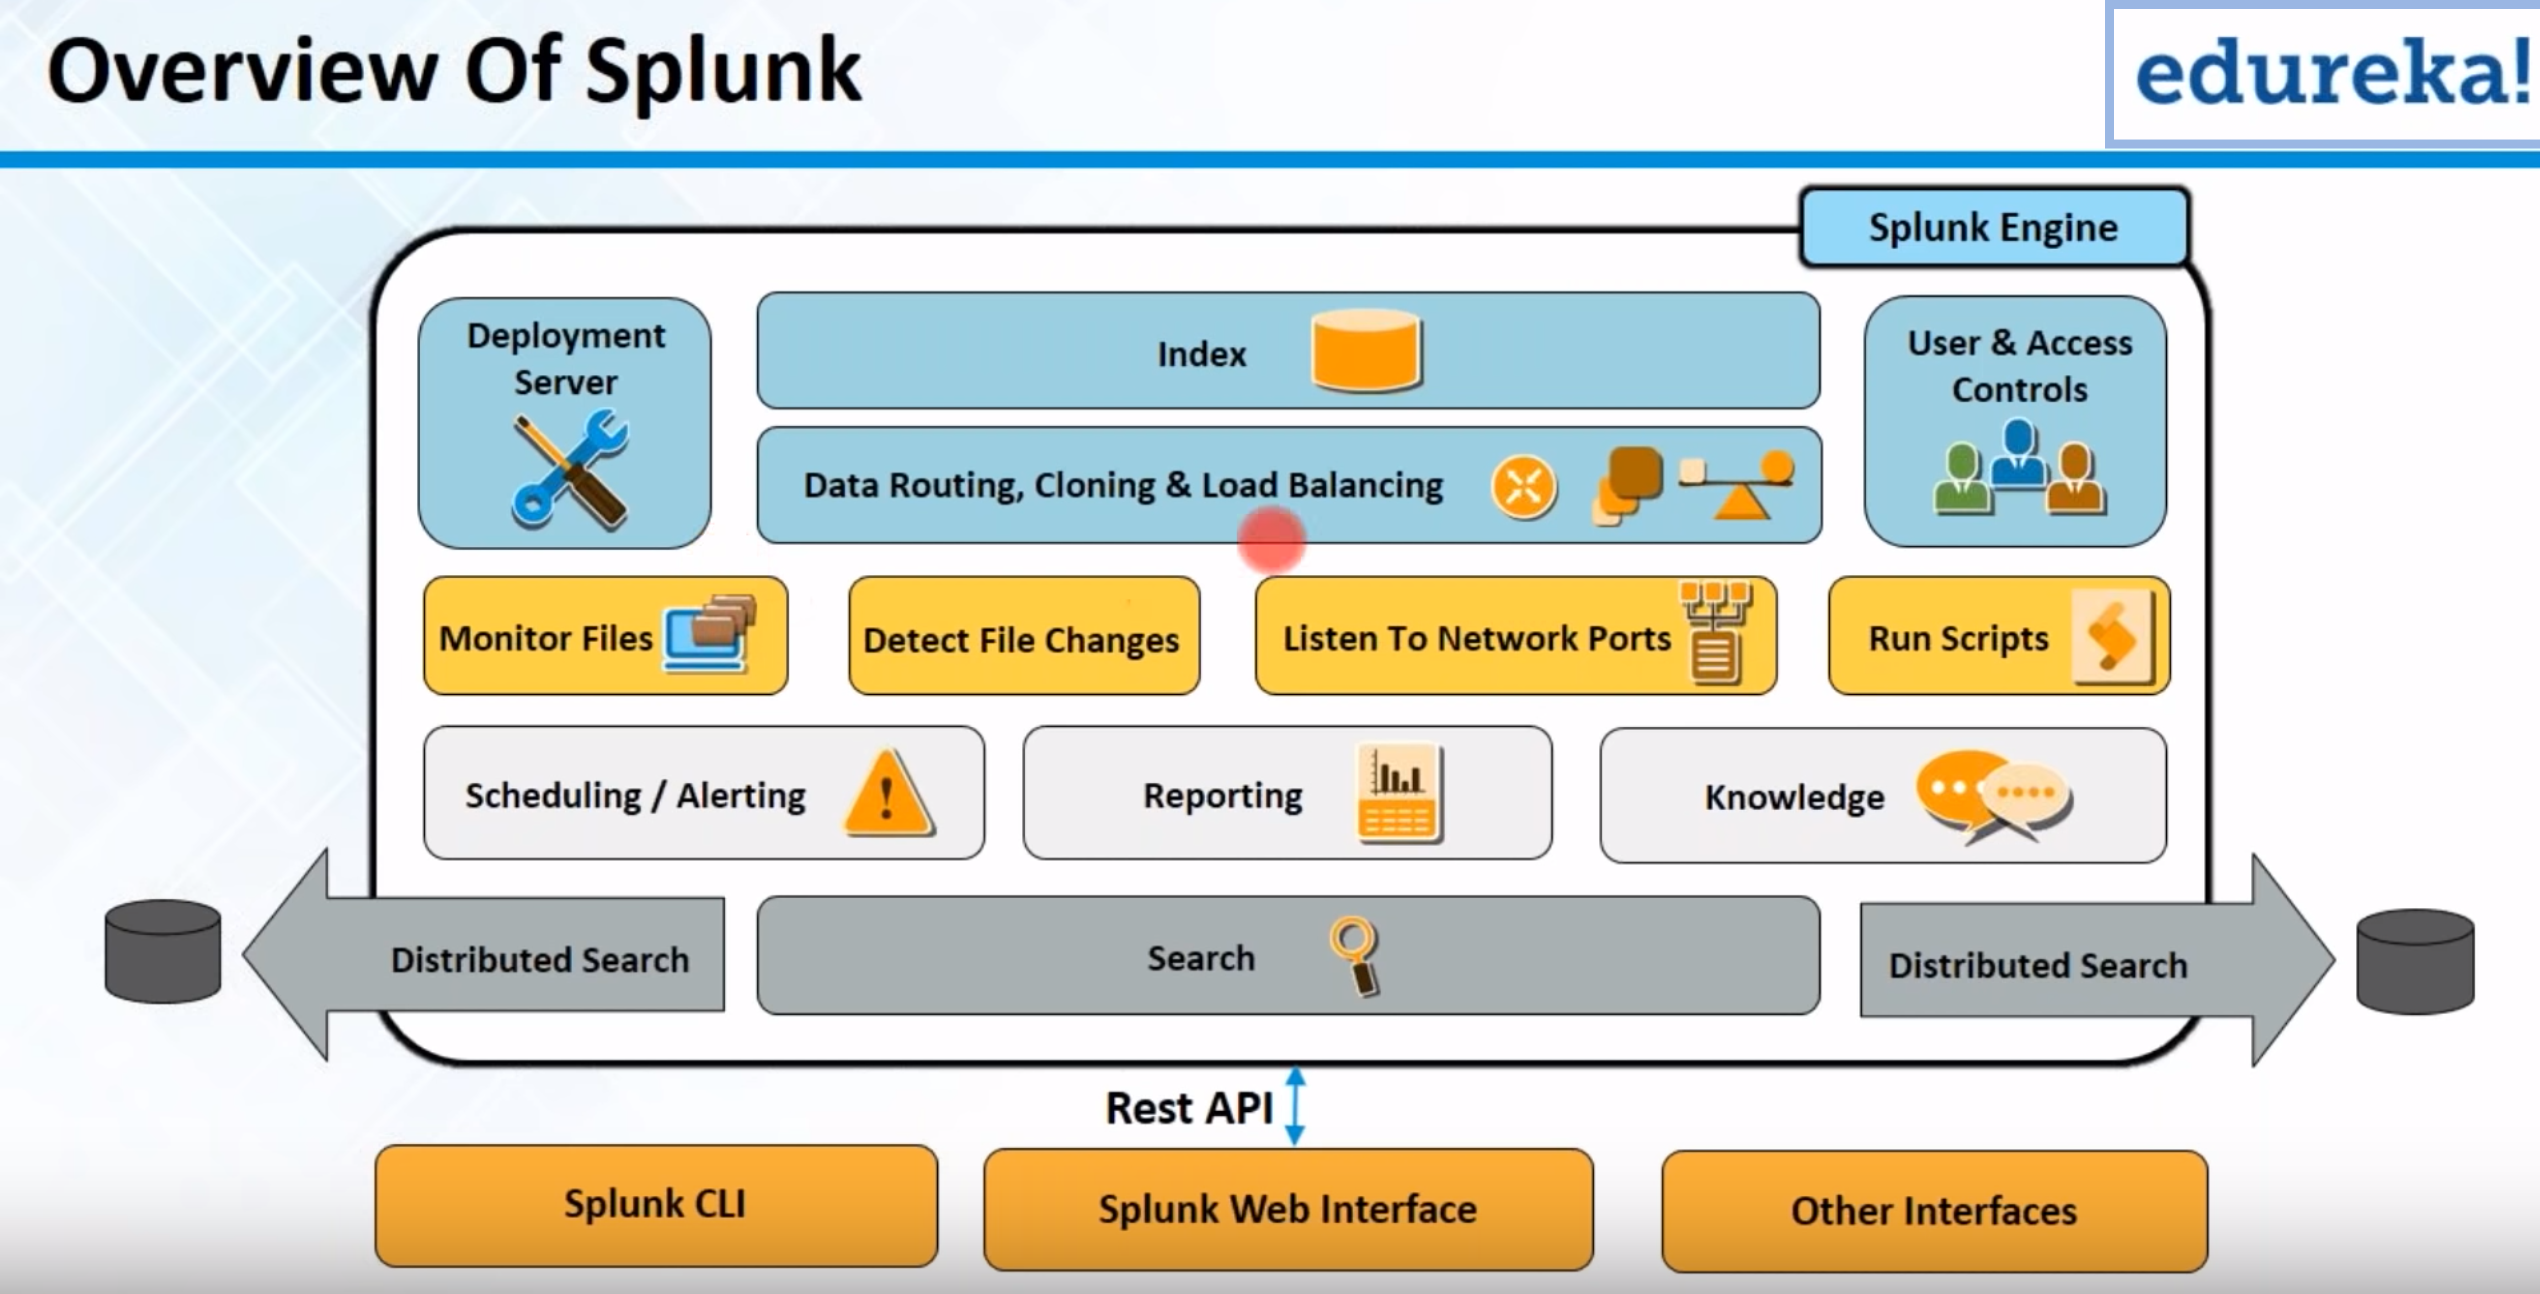 Overview Of Splunk
edureka!
Splunk Engine
Deployment
Server
Index
User & Access
Controls
Data Routing, Cloning & Load Balancing
Monitor Files
Detect File Changes
Listen To Network Ports
Run Scripts
Scheduling / Alerting
Reporting
Knowledge
Distributed Search
Search
Distributed Search
Rest API
Splunk CLI
Splunk Web Interface
Other Interfaces